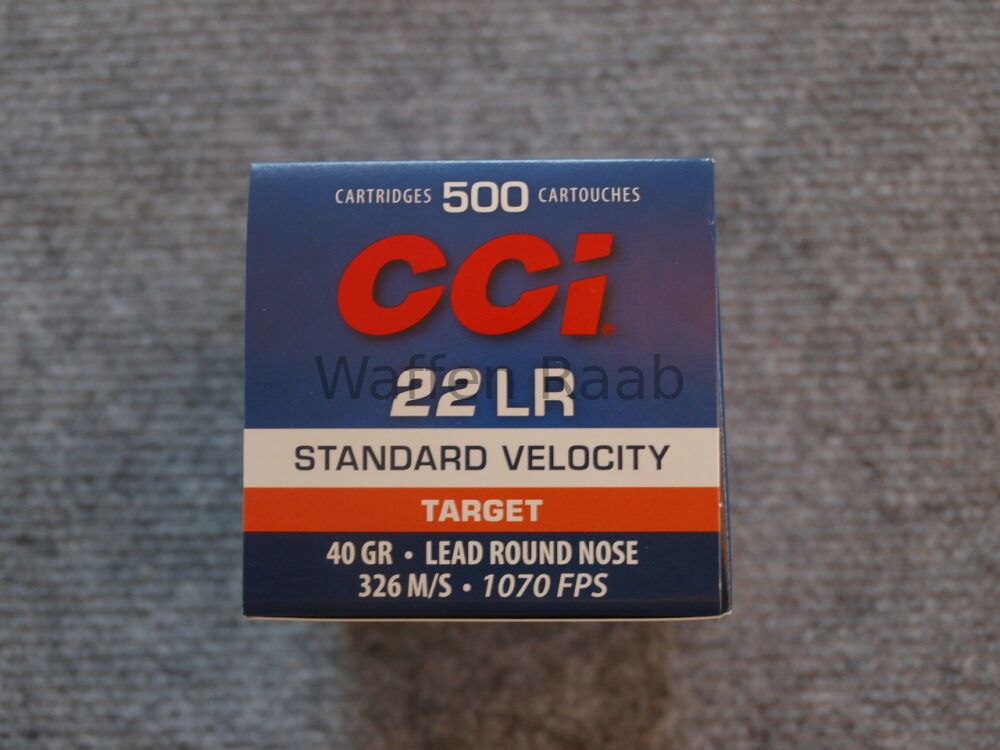 CARTRIDGES 500 CARTOUCHES
CCi®
Waffen Raab
22 LR
STANDARD VELOCITY
TARGET
40 GR • LEAD ROUND NOSE
326 M/S • 1070 FPS